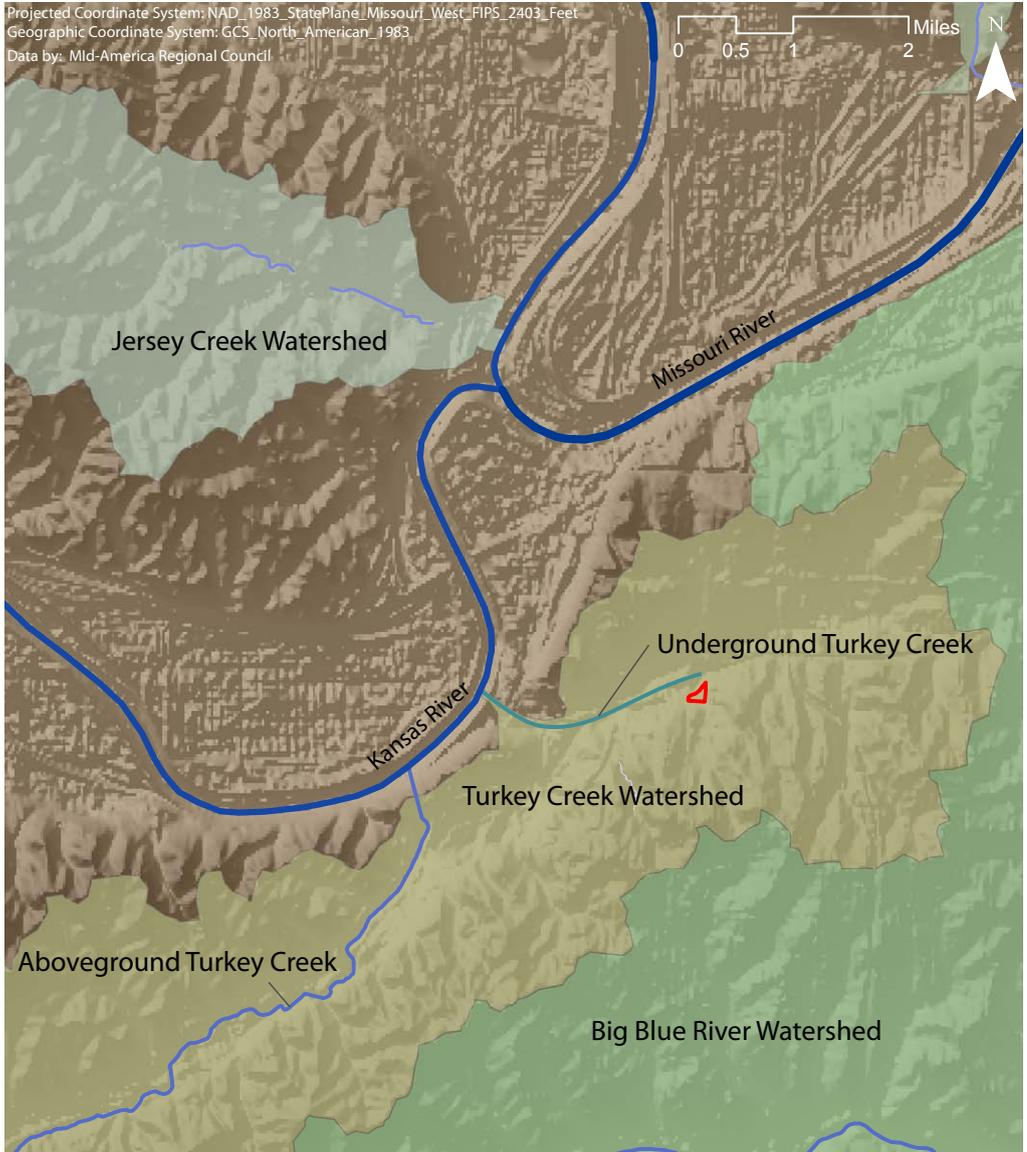 Projected Coordinate System: NAD_1983_StatePlane_Missouri_West_FIPS_2403_Feet
Geographic Coordinate System: GCS_North_American_1983
Data by: MId-America Regional Council
Miles
0 0.5 1 2
N
Jersey Creek Watershed
Missouri River
Underground Turkey Creek
Kansas River
Turkey Creek Watershed
Aboveground Turkey Creek
Big Blue River Watershed